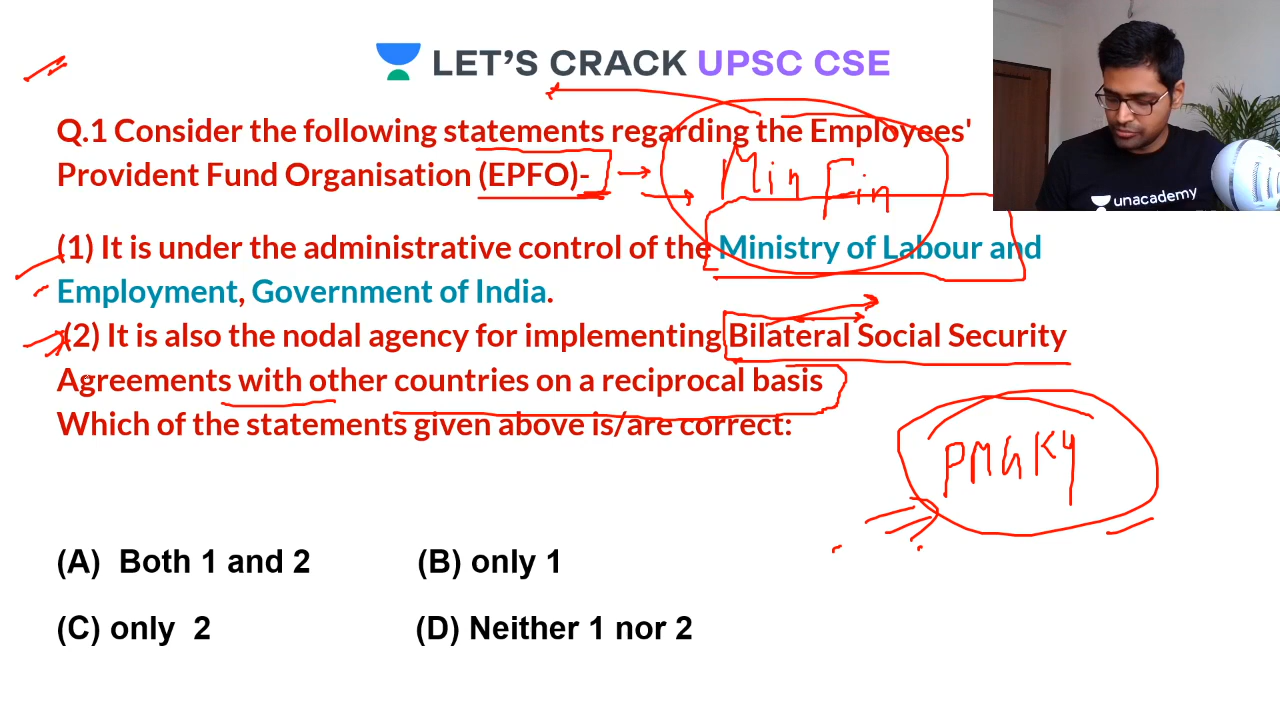 LET'S CRACK UPSC CSE
Q.1 Consider the following statements regarding the Employees'
Provident Fund Organisation (EPFO)-
Min Fin
unacademy
(1) It is under the administrative control of the Ministry of Labour and
Employment, Government of India.
(2) It is also the nodal agency for implementing Bilateral Social Security
Agreements with other countries on a reciprocal basis
Which of the statements given above is/are correct:
PMGKY
(A) Both 1 and 2
(B) only 1
(C) only 2
(D) Neither 1 nor 2